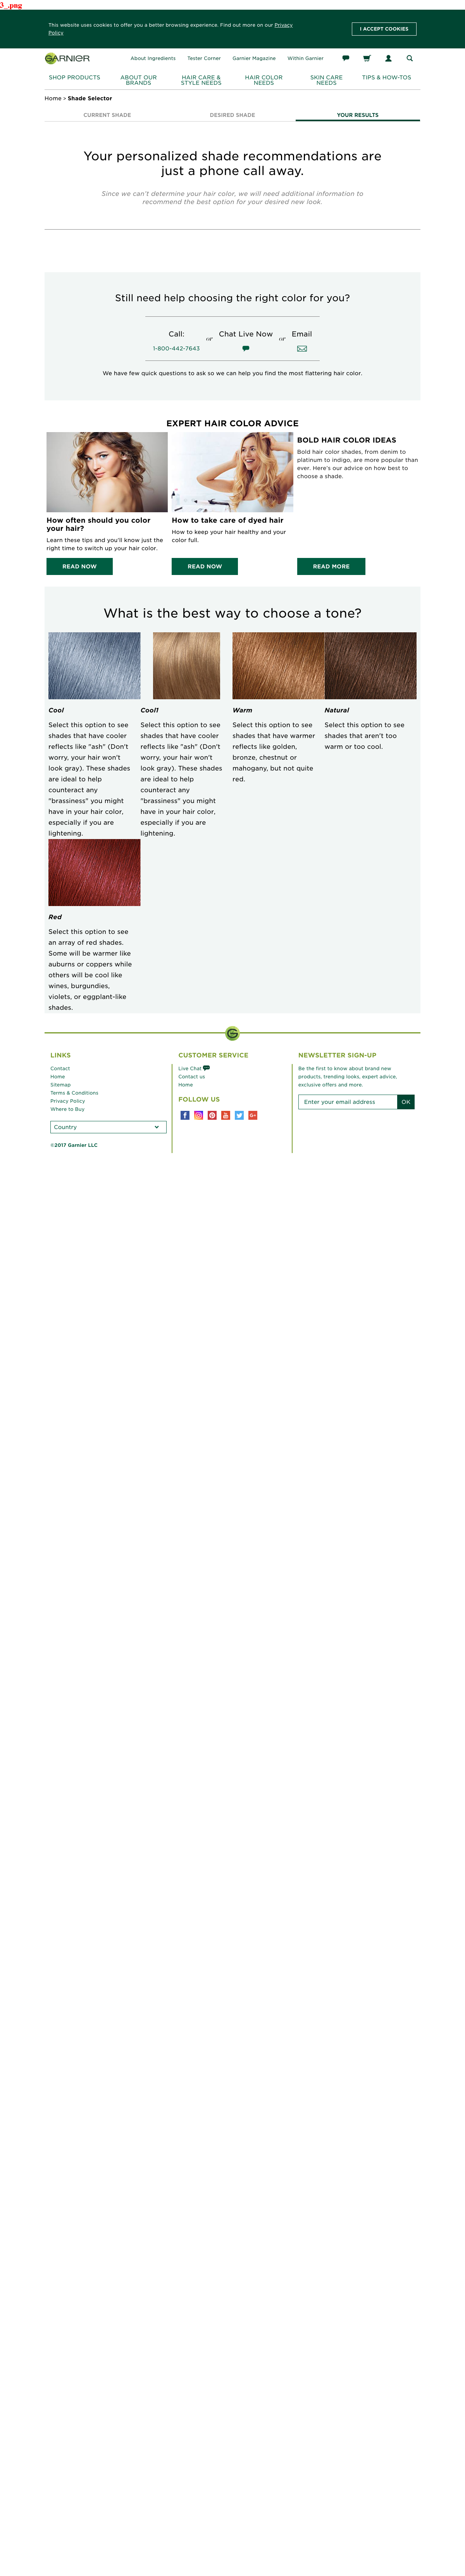 3_.png
This website uses cookies to offer you a better browsing experience. Find out more on our Privacy
Policy
I ACCEPT COOKIES
GARNIER
About Ingredients
Tester Corner
Garnier Magazine
Within Garnier
SHOP PRODUCTS
ABOUT OUR
BRANDS
HAIR CARE &
STYLE NEEDS
HAIR COLOR
NEEDS
SKIN CARE
NEEDS
TIPS & HOW-TOS
Home > Shade Selector
CURRENT SHADE
DESIRED SHADE
YOUR RESULTS
Your personalized shade recommendations are
just a phone call away.
Since we can't determine your hair color, we will need additional information to
recommend the best option for your desired new look.
Still need help choosing the right color for you?
Call:
1-800-442-7643
or
Chat Live Now
or
Email
We have few quick questions to ask so we can help you find the most flattering hair color.
EXPERT HAIR COLOR ADVICE
How often should you color
your hair?
Learn these tips and you'll know just the
right time to switch up your hair color.
READ NOW
How to take care of dyed hair
How to keep your hair healthy and your
color full.
READ NOW
BOLD HAIR COLOR IDEAS
Bold hair color shades, from denim to
platinum to indigo, are more popular than
ever. Here's our advice on how best to
choose a shade.
READ MORE
What is the best way to choose a tone?
Cool
Select this option to see
shades that have cooler
reflects like "ash" (Don't
worry, your hair won't
look gray). These shades
are ideal to help
counteract any
"brassiness" you might
have in your hair color,
especially if you are
lightening.
Cool1
Select this option to see
shades that have cooler
reflects like "ash" (Don't
worry, your hair won't
look gray). These shades
are ideal to help
counteract any
"brassiness" you might
have in your hair color,
especially if you are
lightening.
Warm
Select this option to see
shades that have warmer
reflects like golden,
bronze, chestnut or
mahogany, but not quite
red.
Natural
Select this option to see
shades that aren't too
warm or too cool.
Red
Select this option to see
an array of red shades.
Some will be warmer like
auburns or coppers while
others will be cool like
wines, burgundies,
violets, or eggplant-like
shades.
G
LINKS
Contact
Home
Sitemap
Terms & Conditions
Privacy Policy
Where to Buy
Country
©2017 Garnier LLC
CUSTOMER SERVICE
Live Chat
Contact us
Home
FOLLOW US
NEWSLETTER SIGN-UP
Be the first to know about brand new
products, trending looks, expert advice,
exclusive offers and more.
Enter your email address
OK